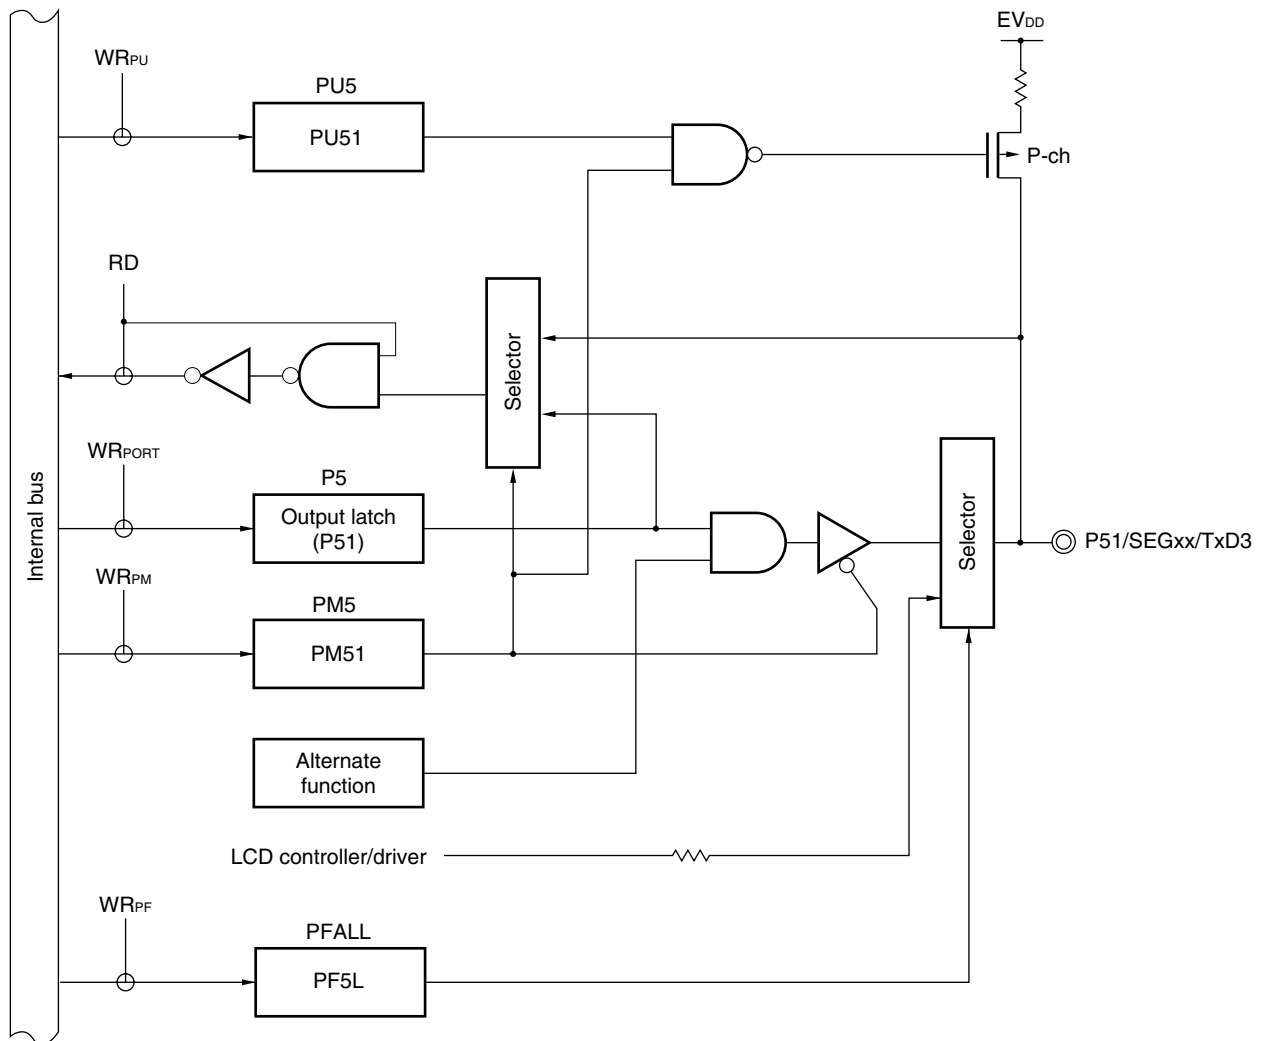 EVDD
WRPU
PU5
PU51
P-ch
RD
Selector
WRPORT
P5
Output latch
(P51)
Internal bus
Selector
P51/SEGxx/TxD3
WRPM
PM5
PM51
Alternate
function
LCD controller/driver
WRPF
PFALL
PF5L